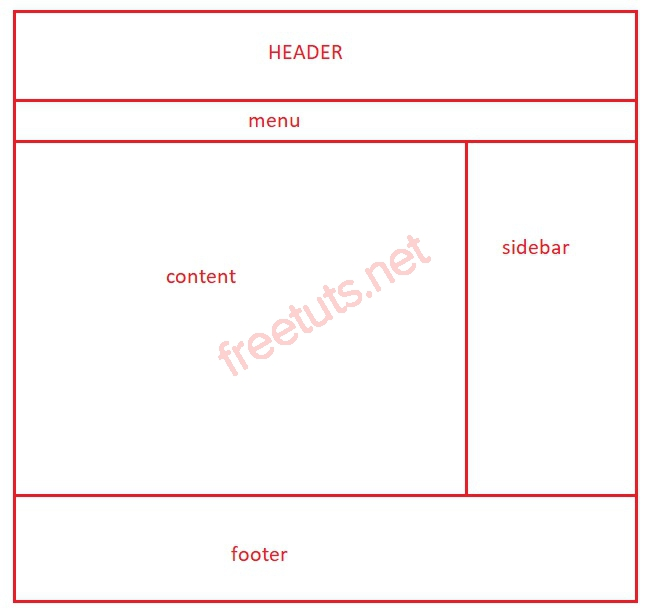 HEADER
menu
content
sidebar
freetuts.net
footer